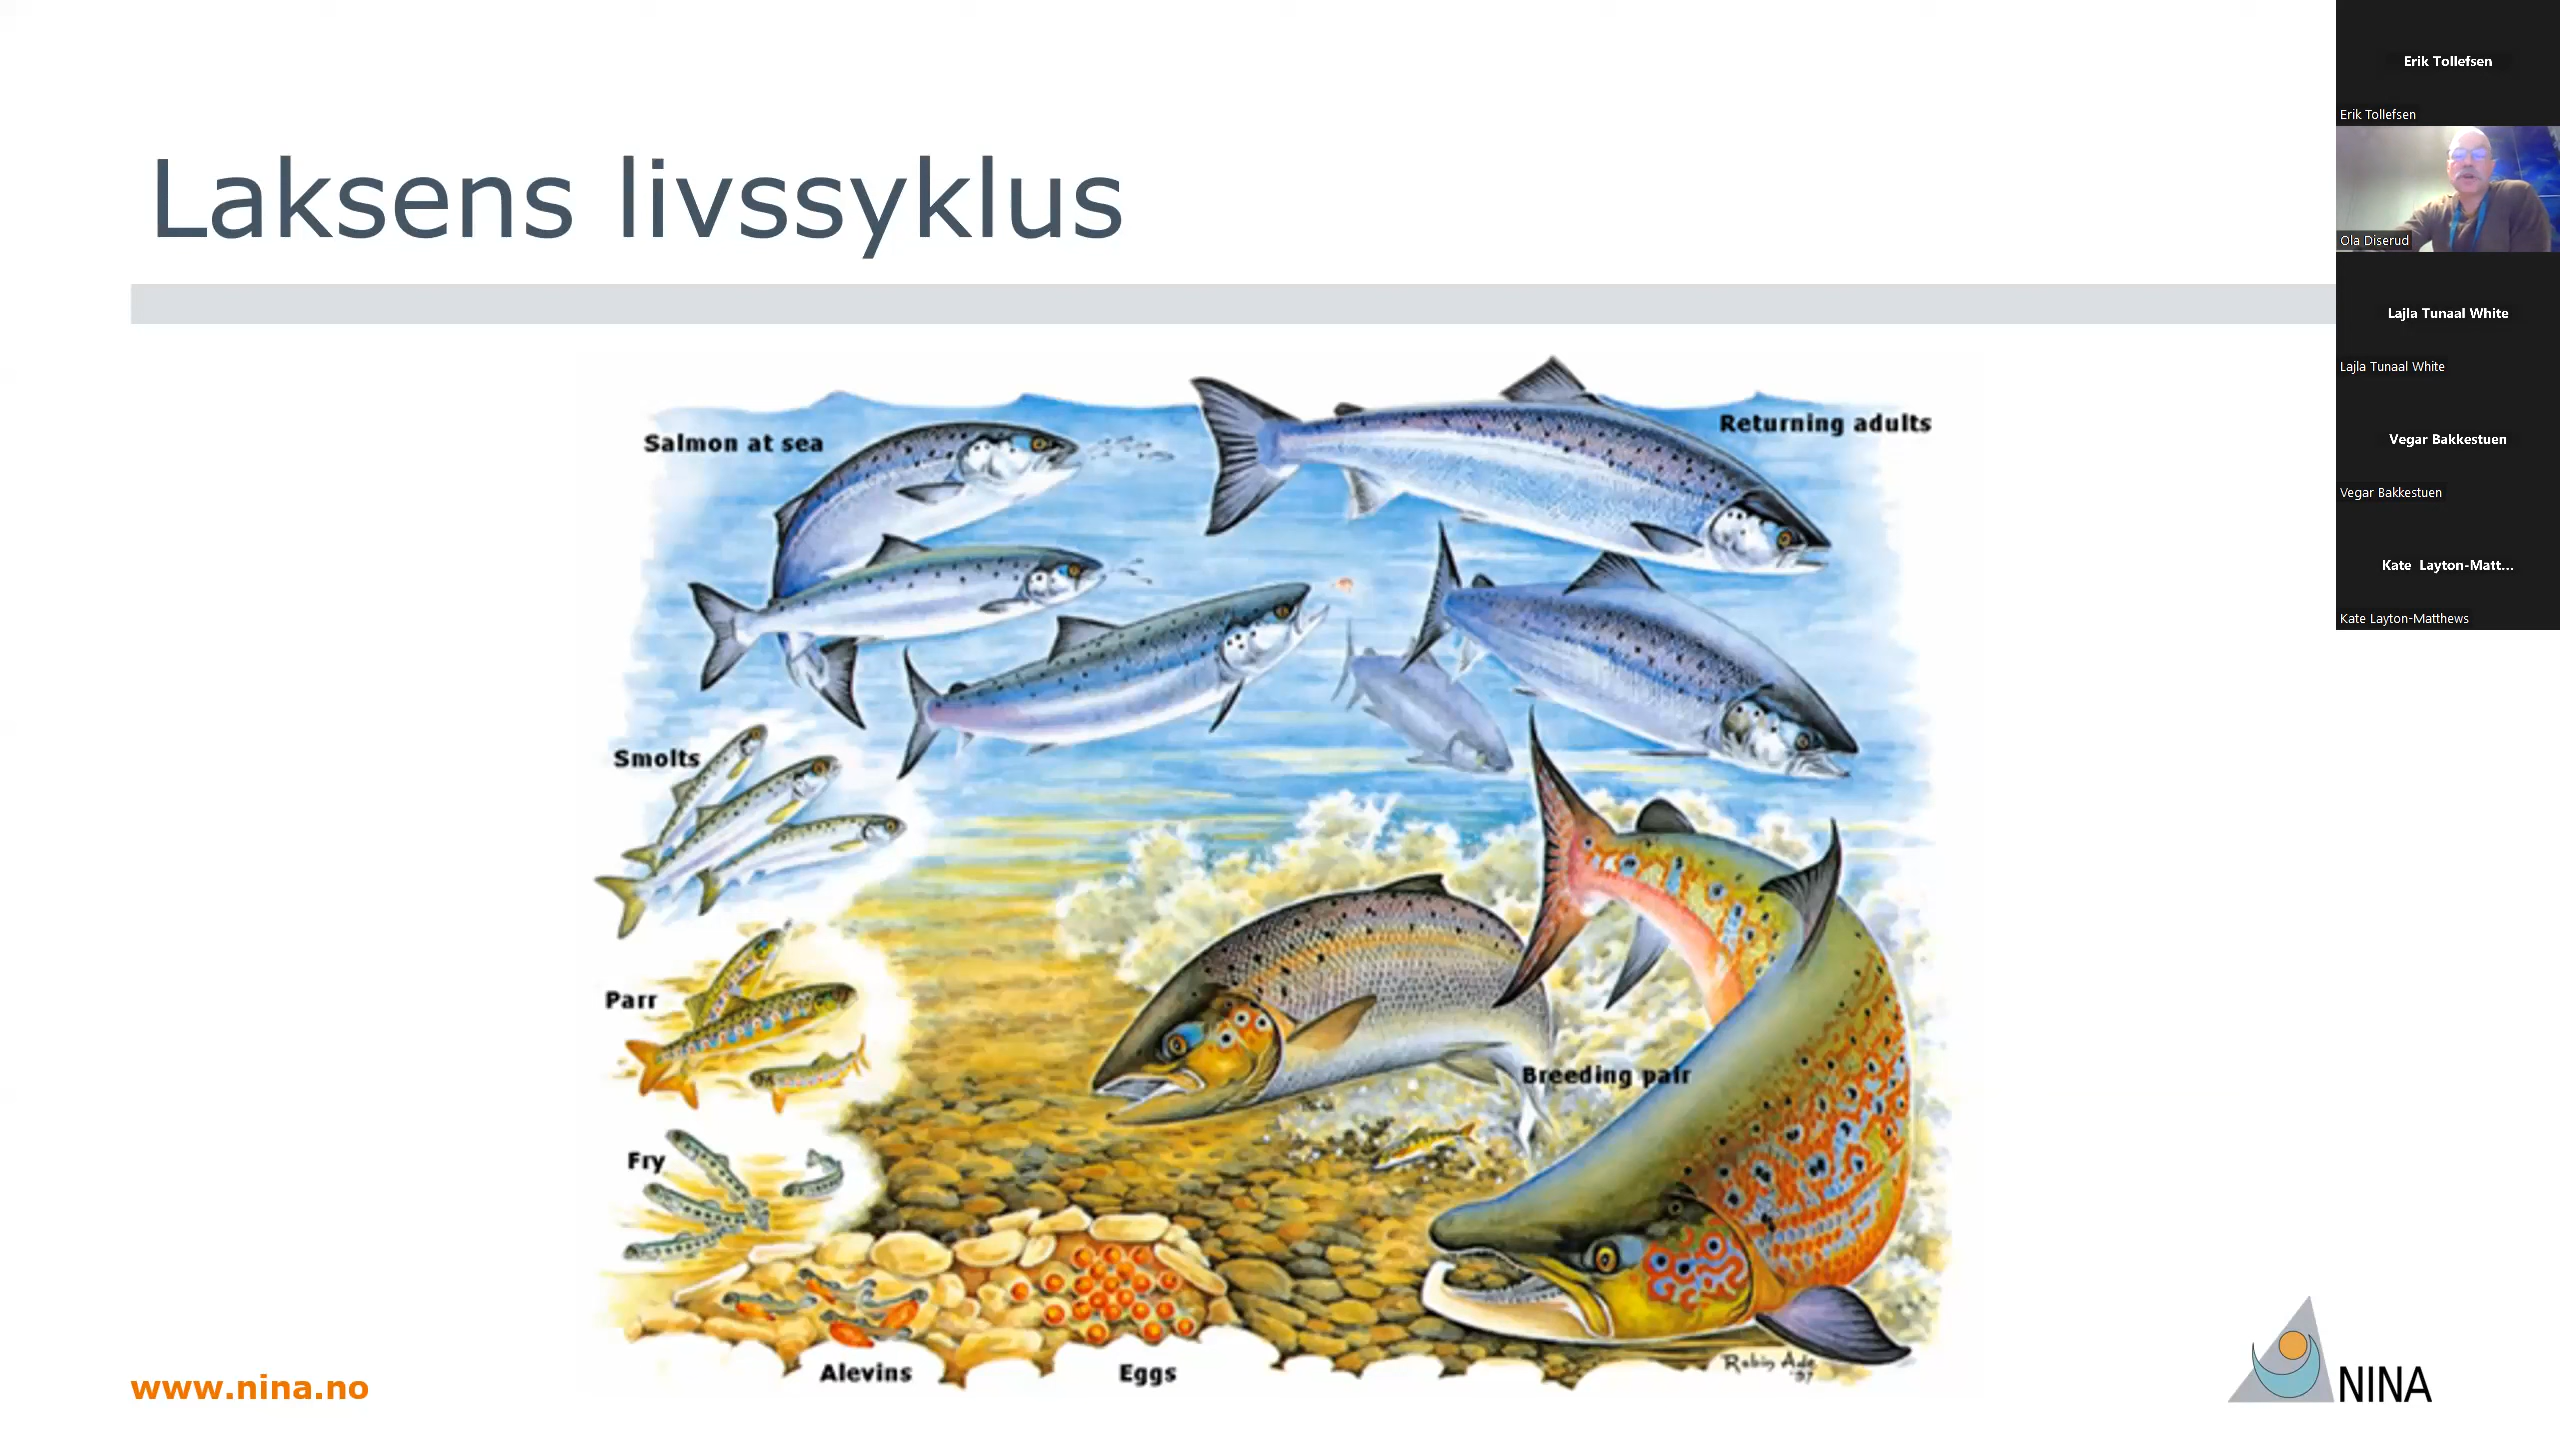 Laksens livssyklus
Salmon at sea
Returning adults
Smolts
Parr
Breeding pair
Fry
Alevins
Eggs
Robin Ade
www.nina.no
NINA
Erik Tollefsen
Erik Tollefsen
Ola Diserud
Lajla Tunaal White
Lajla Tunaal White
Vegar Bakkestuen
Vegar Bakkestuen
Kate Layton-Matt...
Kate Layton-Matthews